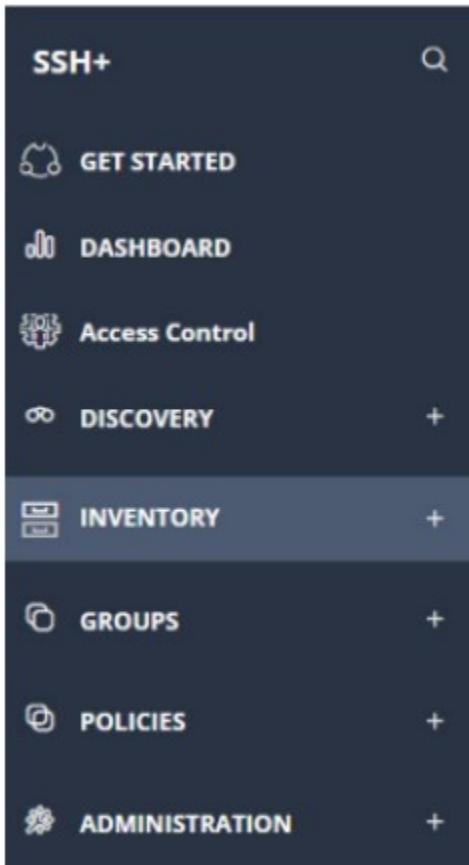 SSH+
GET STARTED
DASHBOARD
Access Control
DISCOVERY +
INVENTORY +
GROUPS +
POLICIES +
ADMINISTRATION +